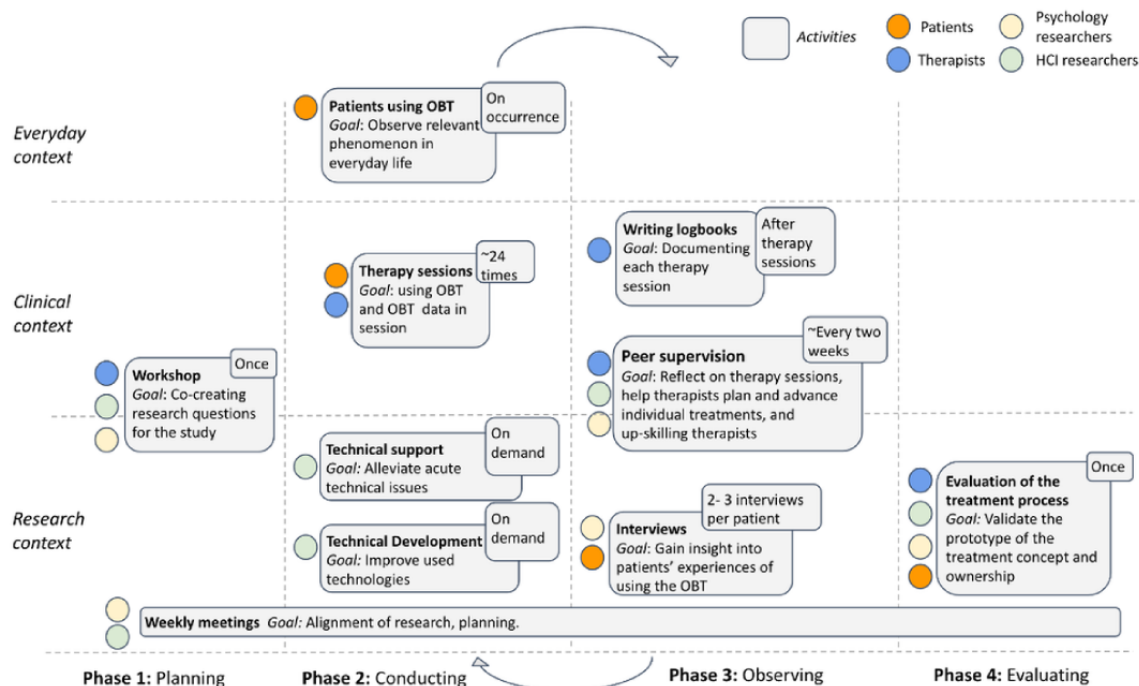 Activities
Patients
Therapists
Psychology
researchers
HCI researchers
Everyday
context
Patients using OBT
Goal: Observe relevant
phenomenon in
everyday life
On
occurrence
Clinical
context
Therapy sessions
Goal: using OBT
and OBT data in
session
~24
times
Writing logbooks
Goal: Documenting
each therapy
session
After
therapy
sessions
Workshop
Goal: Co-creating
research questions
for the study
Once
Peer supervision
Goal: Reflect on therapy sessions,
help therapists plan and advance
individual treatments, and
up-skilling therapists
~Every two
weeks
Research
context
Technical support
Goal: Alleviate acute
technical issues
On
demand
Technical Development
Goal: Improve used
technologies
On
demand
Interviews
Goal: Gain insight into
patients' experiences of
using the OBT
2- 3 interviews
per patient
Evaluation of the
treatment process
Goal: Validate the
prototype of the
treatment concept and
ownership
Once
Weekly meetings Goal: Alignment of research, planning.
Phase 1: Planning
Phase 2: Conducting
Phase 3: Observing
Phase 4: Evaluating